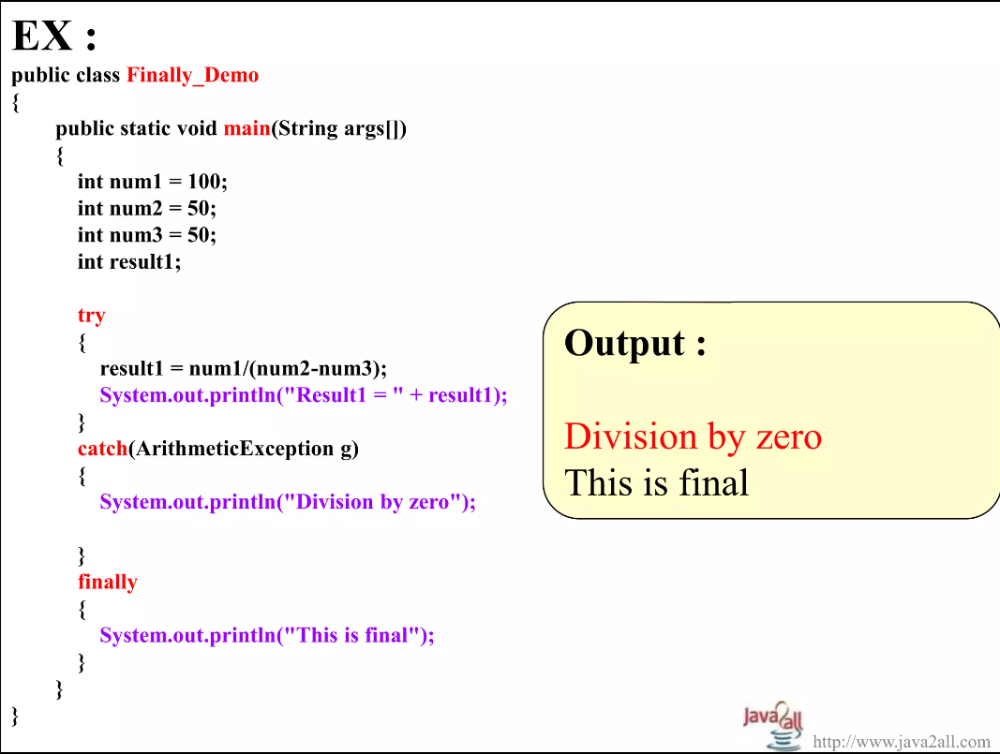 EX :
public class Finally_Demo
{
public static void main(String args[])
{
int num1 = 100;
int num2 = 50;
int num3 = 50;
int result1;
try
{
result1 = num1/(num2-num3);
System.out.println("Result1 = " + result1);
}
catch(ArithmeticException g)
{
System.out.println("Division by zero");
}
finally
{
System.out.println("This is final");
}
}
}
Output :
Division by zero
This is final
Java2all
http://www.java2all.com